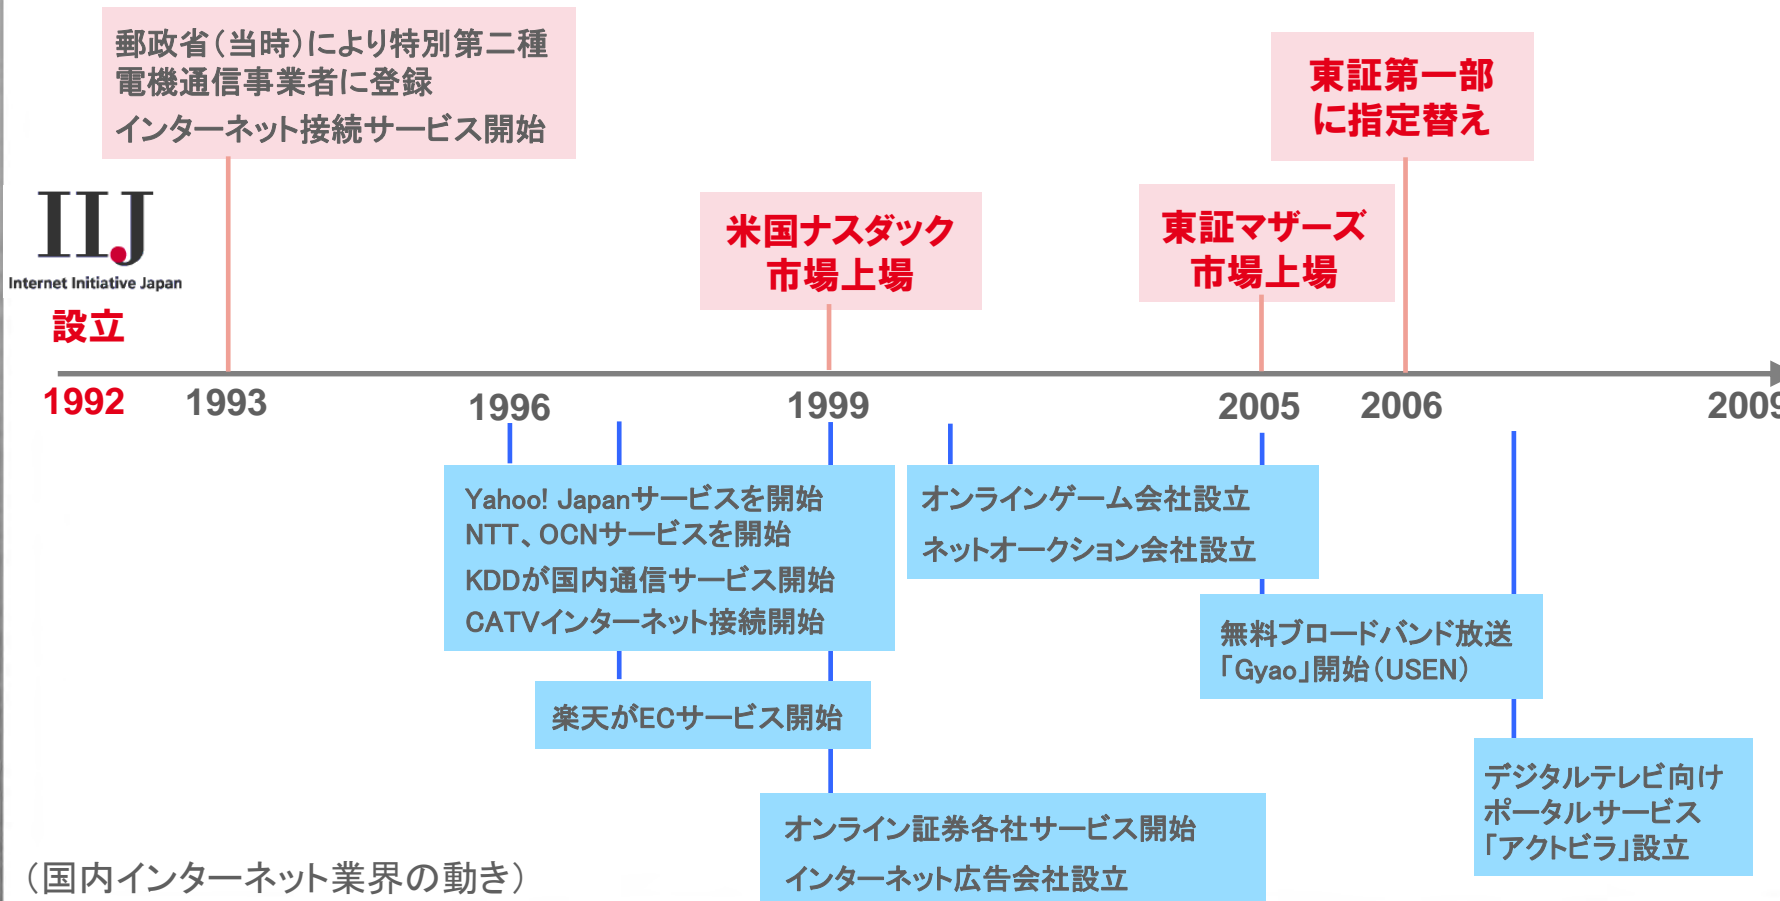 郵政省(当時)により特別第二種
電機通信事業者に登録
インターネット接続サービス開始
東証第一部
に指定替え
IIJ
Internet Initiative Japan
設立
米国ナスダック
市場上場
東証マザーズ
市場上場
1992
1993
1996
1999
2005
2006
2009
Yahoo! Japanサービスを開始
NTT、OCNサービスを開始
KDDが国内通信サービス開始
CATVインターネット接続開始
オンラインゲーム会社設立
ネットオークション会社設立
無料ブロードバンド放送
「Gyao」開始(USEN)
楽天がECサービス開始
デジタルテレビ向け
ポータルサービス
「アクトビラ」設立
オンライン証券各社サービス開始
インターネット広告会社設立
(国内インターネット業界の動き)